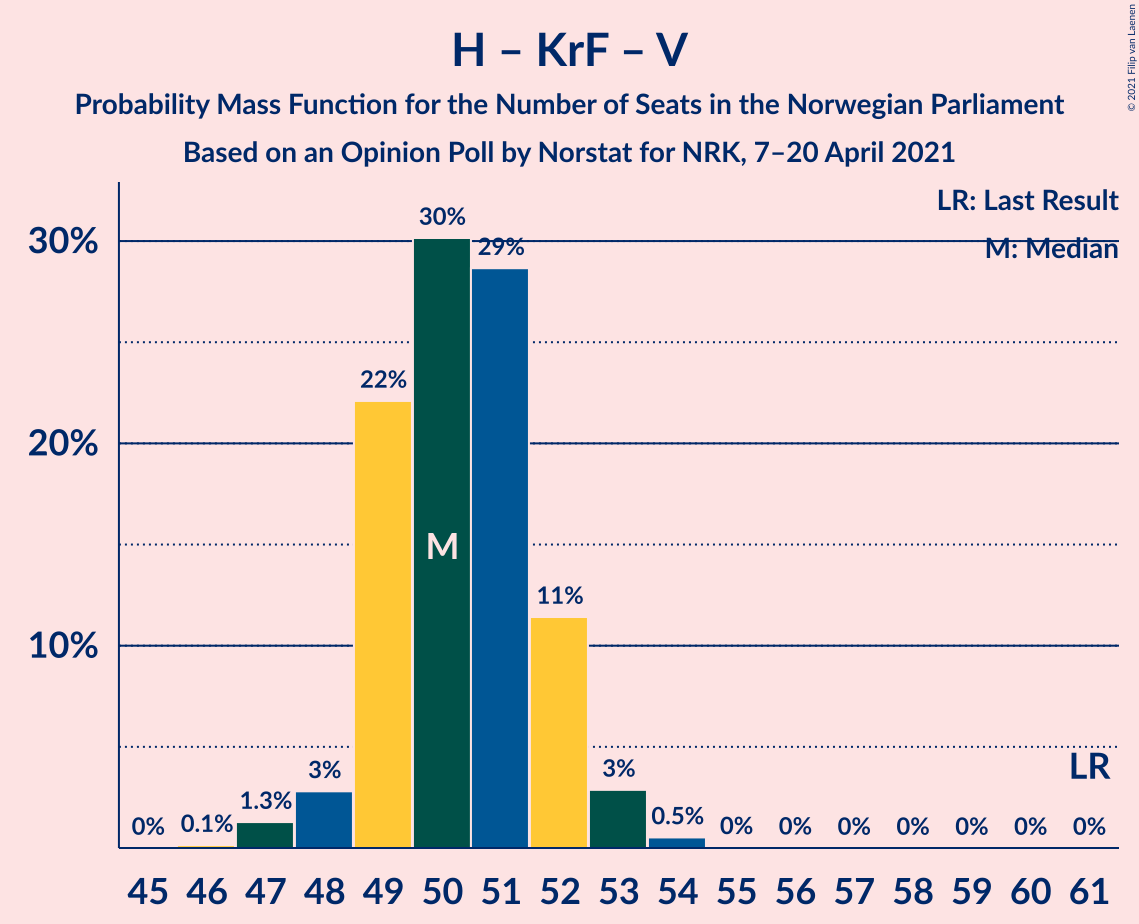 H – KrF – V
Probability Mass Function for the Number of Seats in the Norwegian Parliament
Based on an Opinion Poll by Norstat for NRK, 7–20 April 2021
© 2021 Filip van Laenen
LR: Last Result
M: Median
30%
20%
10%
0%
0.1%
1.3%
3%
22%
30%
29%
11%
3%
0.5%
0%
0%
0%
0%
0%
0%
0%
M
LR
45 46 47 48 49 50 51 52 53 54 55 56 57 58 59 60 61